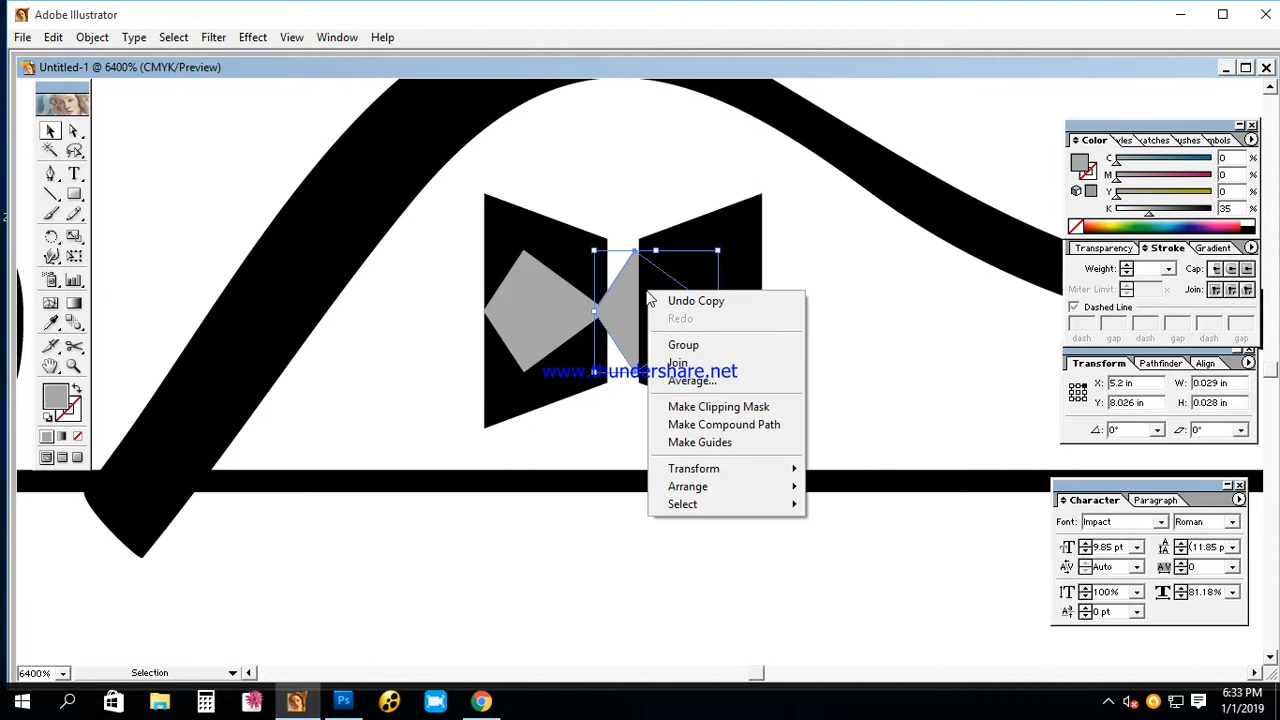 Adobe Illustrator
File Edit Object Type Select Filter Effect View Window Help
Untitled-1 @ 6400% (CMYK/Preview)
Color yles atches ushes mbols
C 0 %
M 0 %
Y 0 %
K 35 %
Transparency Stroke Gradient
Weight: Cap:
Miter Limit: Join:
Dashed Line
dash gap dash gap dash gap
Transform Pathfinder Align
X: 5.2 in W: 0.029 in
Y: 8.026 in H: 0.028 in
0° 0°
Undo Copy
Redo
Group
Join
Average...
Make Clipping Mask
Make Compound Path
Make Guides
Transform
Arrange
Select
www.thundershare.net
Character Paragraph
Font: Impact Roman
9.85 pt (11.85 p
Auto 0
100% 81.18%
0 pt
6400% Selection
6:33 PM
1/1/2019